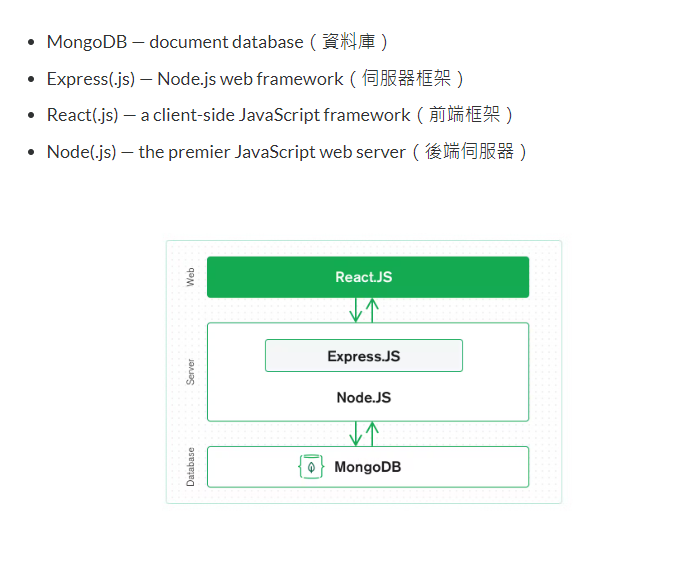 MongoDB — document database（資料庫）
Express(.js) — Node.js web framework（伺服器框架）
React(.js) — a client-side JavaScript framework（前端框架）
Node(.js) — the premier JavaScript web server（後端伺服器）
Web
React.JS
Server
Express.JS
Node.JS
Database
MongoDB